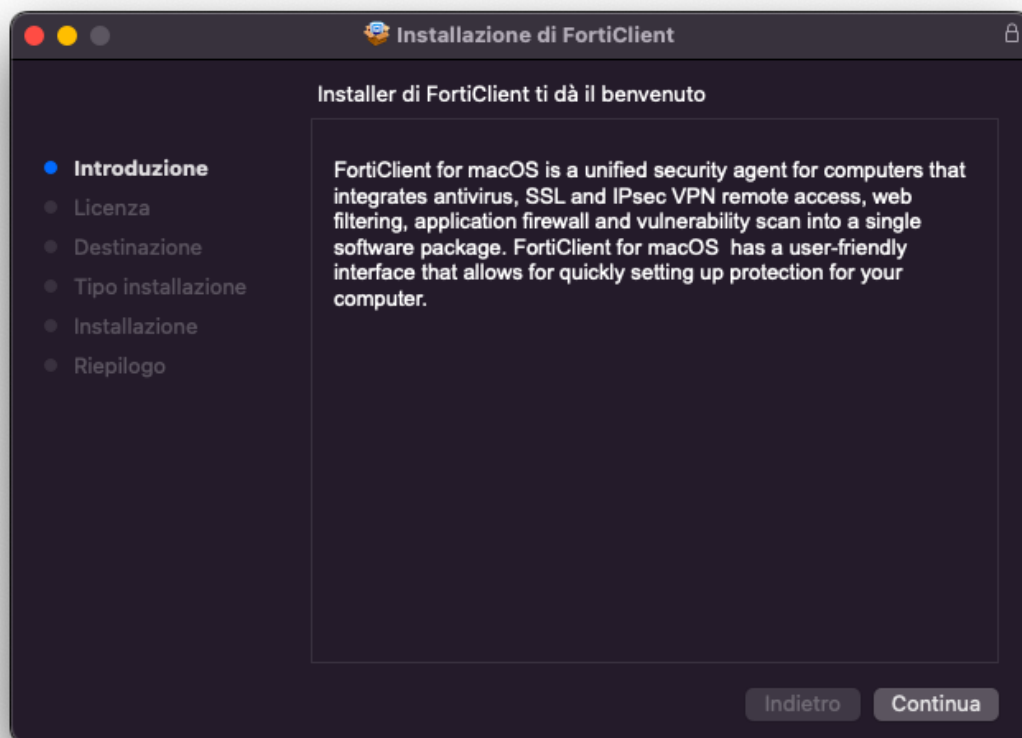 Installazione di FortiClient
Installer di FortiClient ti dà il benvenuto
Introduzione
Licenza
Destinazione
Tipo installazione
Installazione
Riepilogo
FortiClient for macOS is a unified security agent for computers that
integrates antivirus, SSL and IPsec VPN remote access, web
filtering, application firewall and vulnerability scan into a single
software package. FortiClient for macOS  has a user-friendly
interface that allows for quickly setting up protection for your
computer.
Indietro
Continua